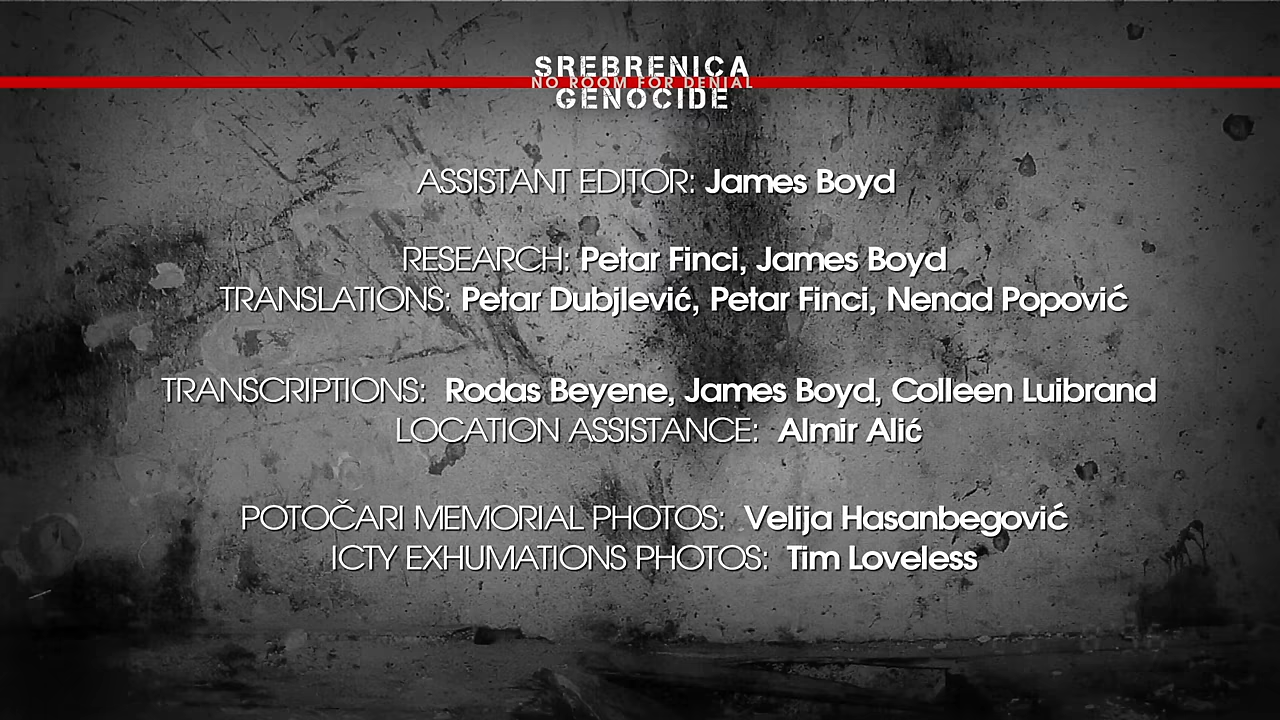 SREBRENICA
NO ROOM FOR DENIAL
GENOCIDE
ASSISTANT EDITOR: James Boyd
RESEARCH: Petar Finci, James Boyd
TRANSLATIONS: Petar Dubjlević, Petar Finci, Nenad Popović
TRANSCRIPTIONS: Rodas Beyene, James Boyd, Colleen Luibrand
LOCATION ASSISTANCE: Almir Alić
POTOČARI MEMORIAL PHOTOS: Velija Hasanbegović
ICTY EXHUMATIONS PHOTOS: Tim Loveless